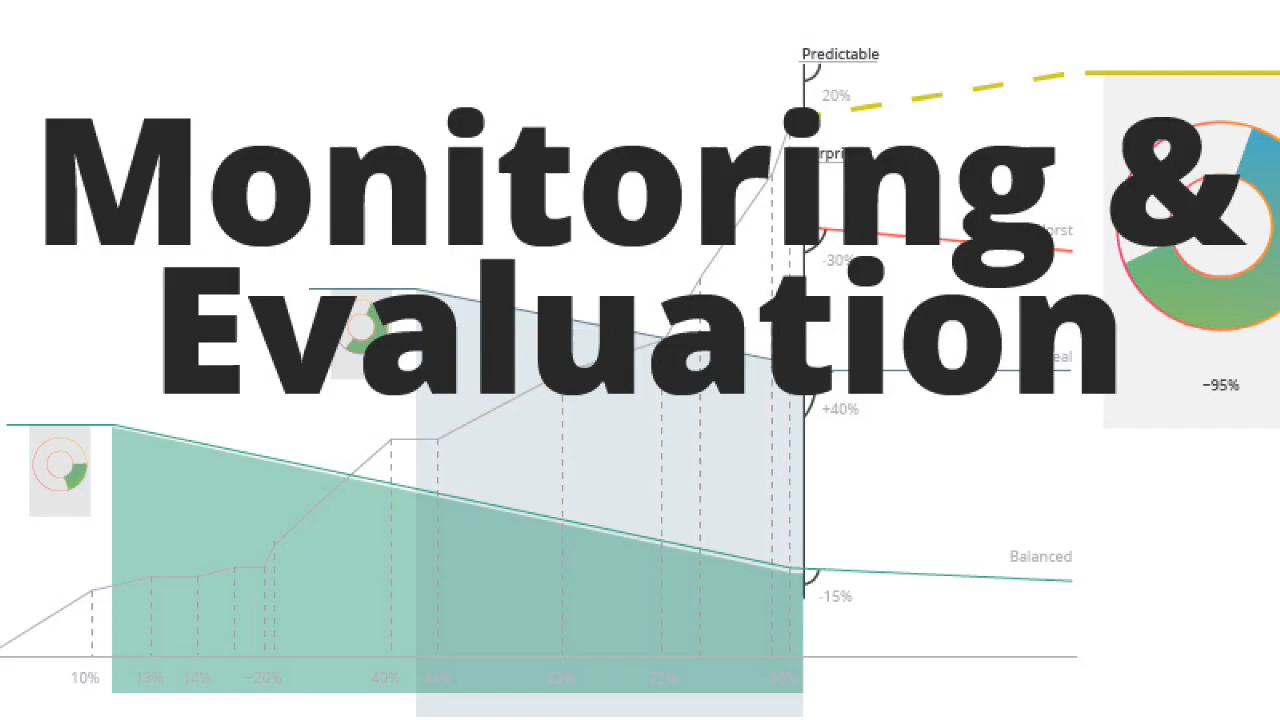 Predictable
20%
Monitoring &
-30%
Evaluation
−95%
+40%
Balanced
-15%
10%
13%
14%
~20%
40%